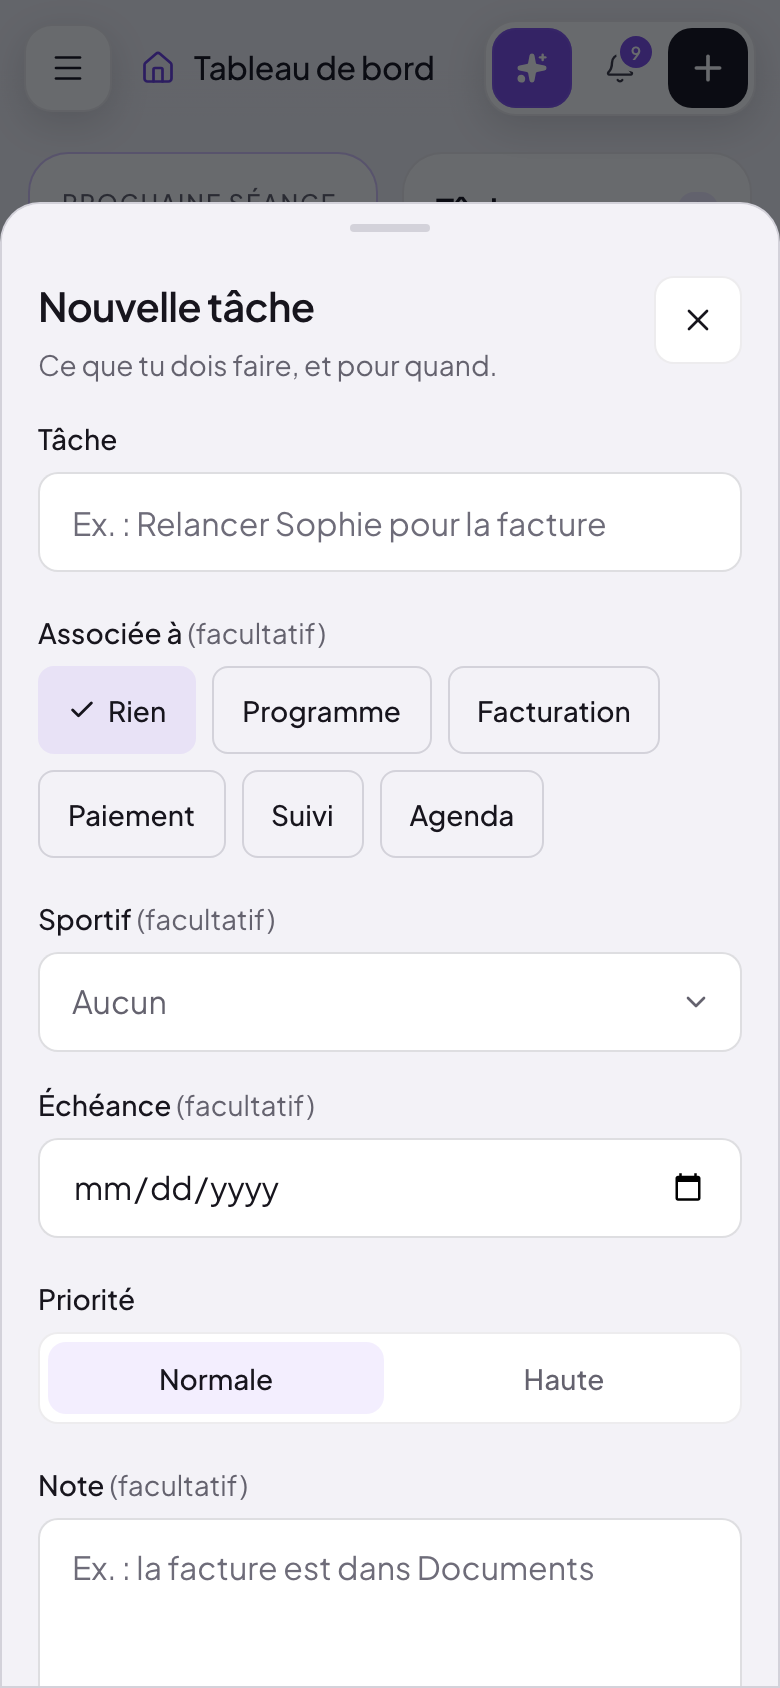 Tableau de bord
9
PROCHAINE SÉANCE
Nouvelle tâche
Ce que tu dois faire, et pour quand.
Tâche
Ex. : Relancer Sophie pour la facture
Associée à (facultatif)
Rien
Programme
Facturation
Paiement
Suivi
Agenda
Sportif (facultatif)
Aucun
Échéance (facultatif)
mm/dd/yyyy
Priorité
Normale
Haute
Note (facultatif)
Ex. : la facture est dans Documents